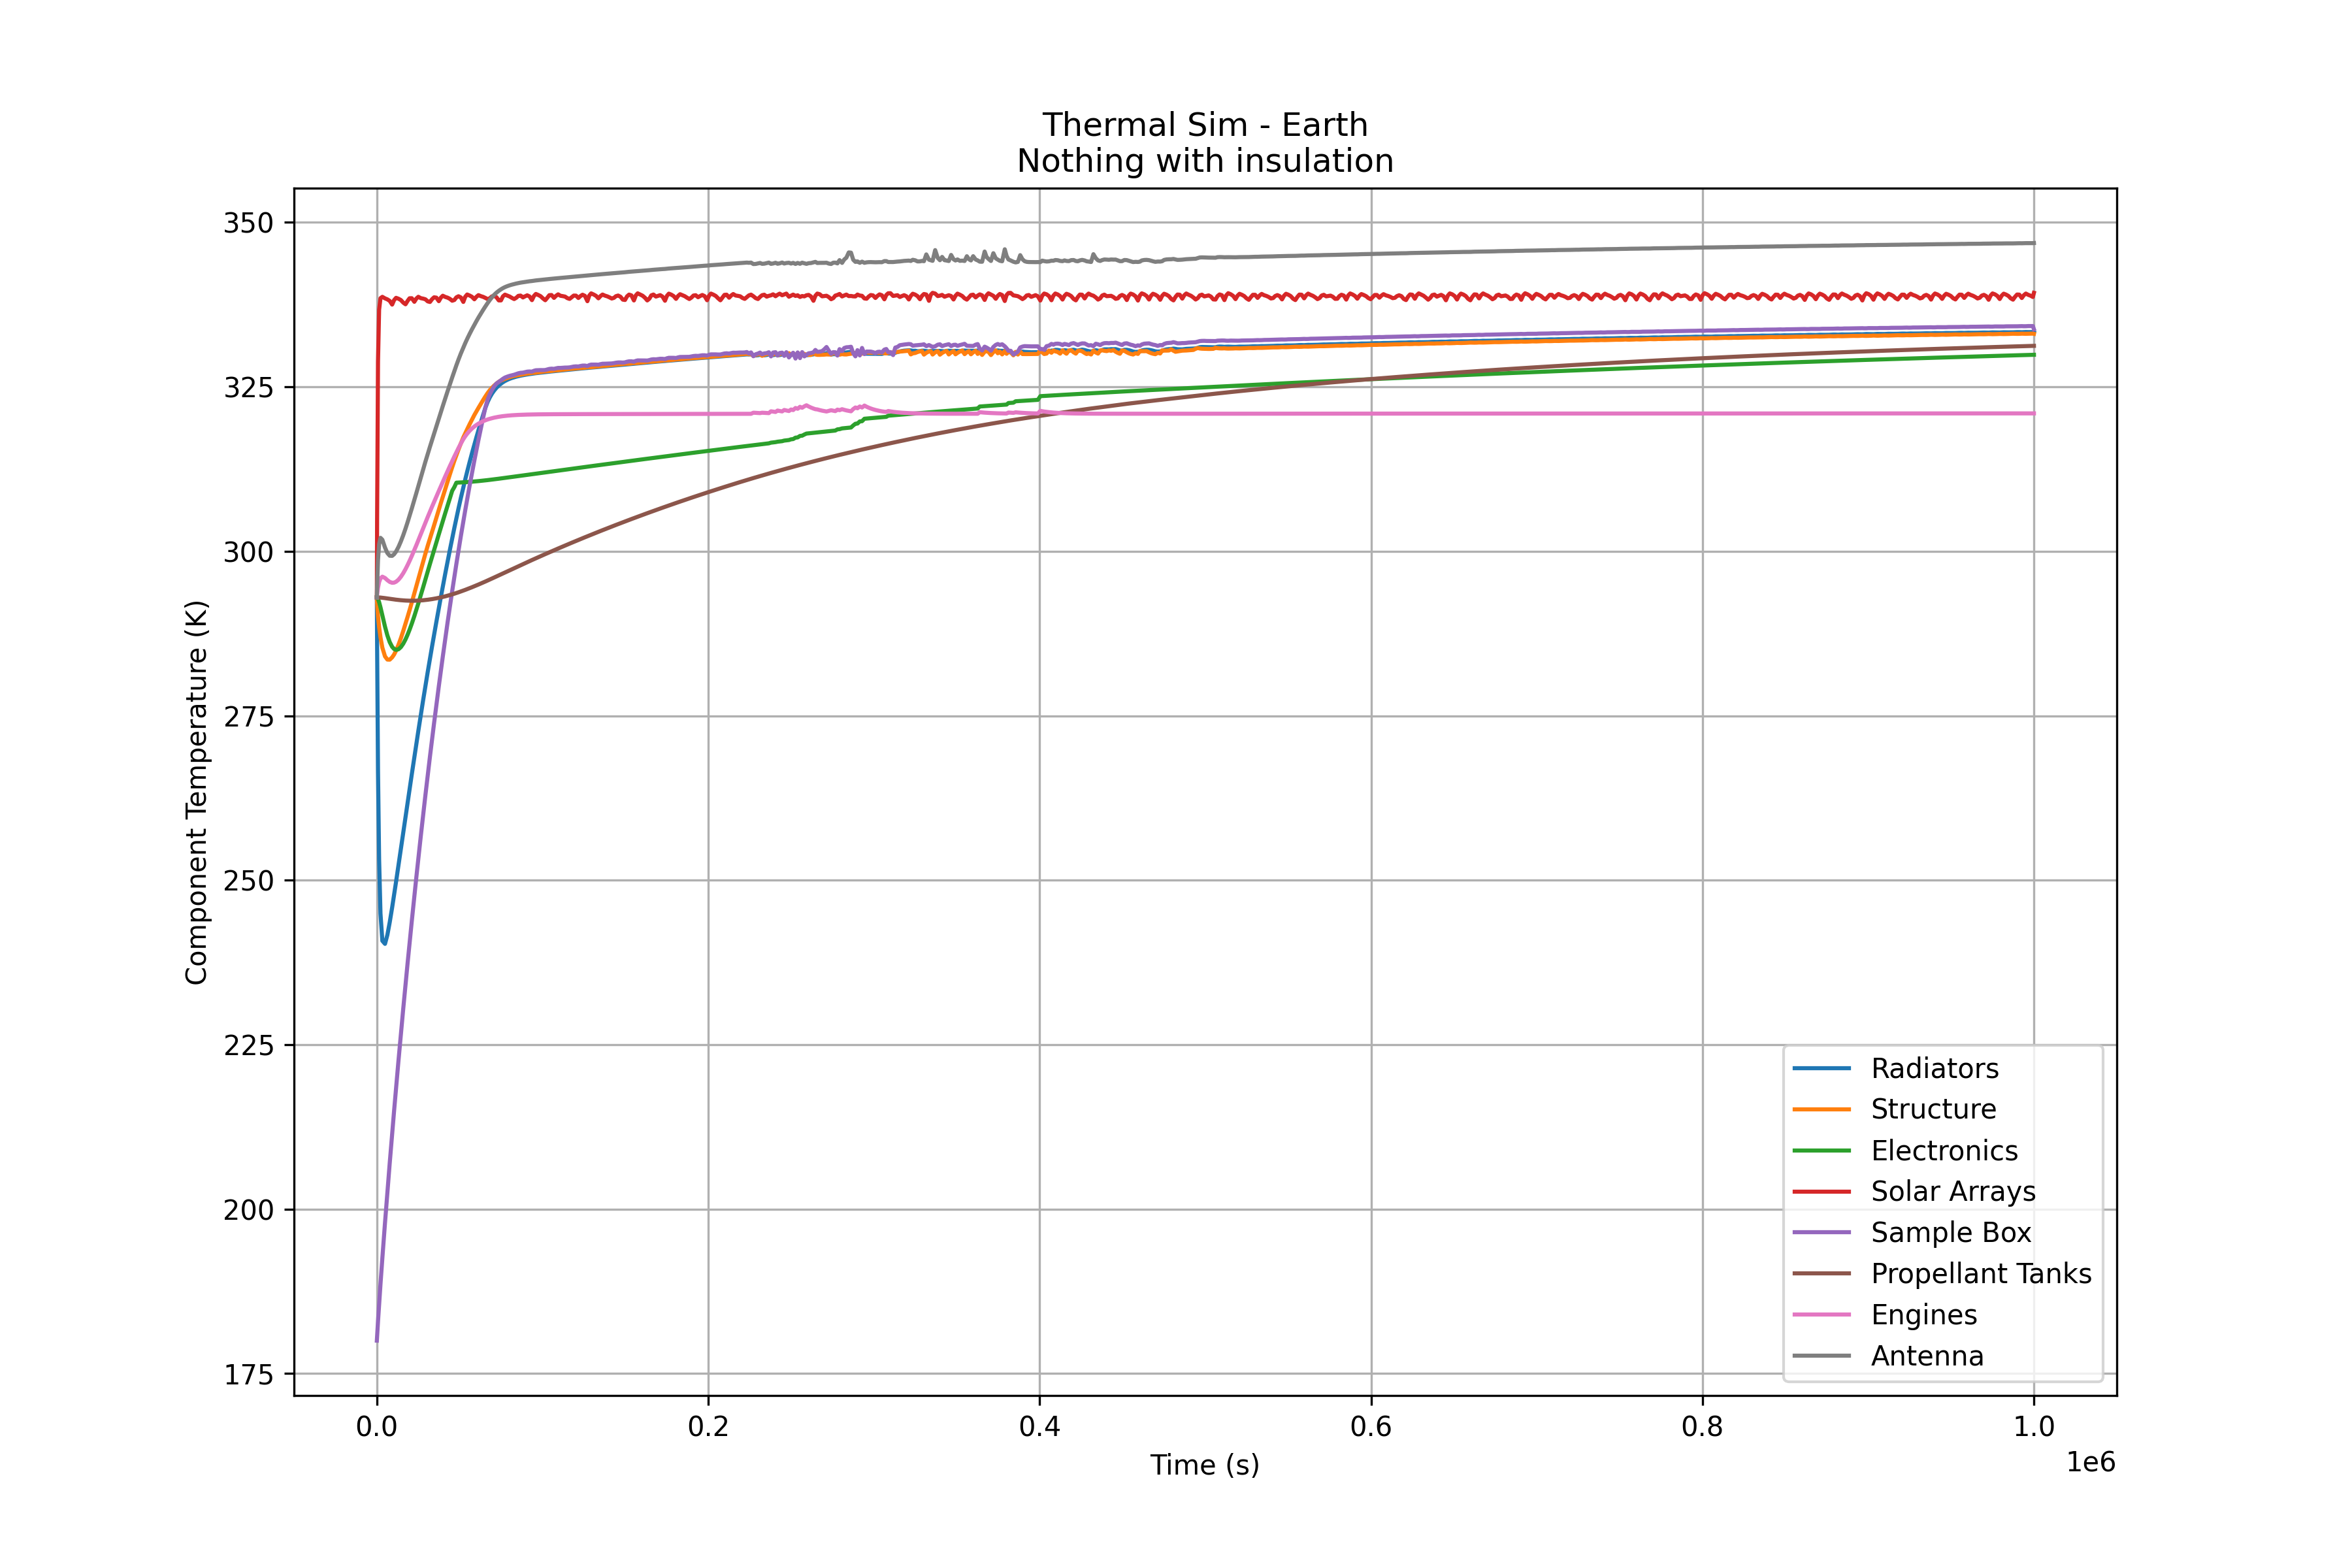 Thermal Sim - Earth
Nothing with insulation
Component Temperature (K)
350
325
300
275
250
225
200
175
0.0 0.2 0.4 0.6 0.8 1.0
1e6
Time (s)
Radiators
Structure
Electronics
Solar Arrays
Sample Box
Propellant Tanks
Engines
Antenna